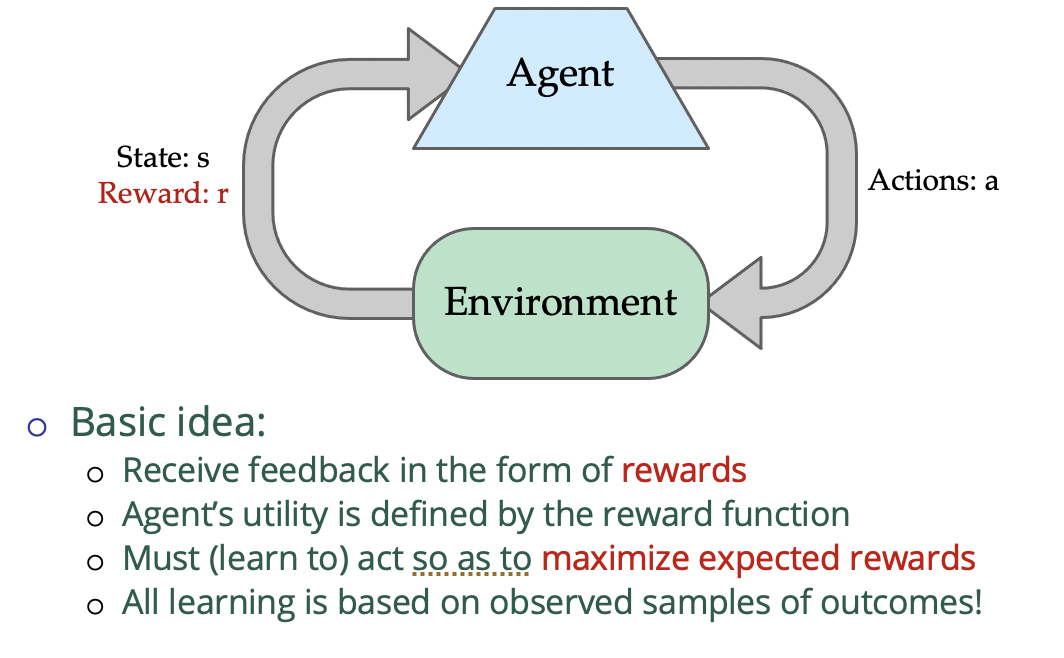 Agent
State: s
Reward: r
Actions: a
Environment
Basic idea:
Receive feedback in the form of rewards
Agent’s utility is defined by the reward function
Must (learn to) act so as to maximize expected rewards
All learning is based on observed samples of outcomes!